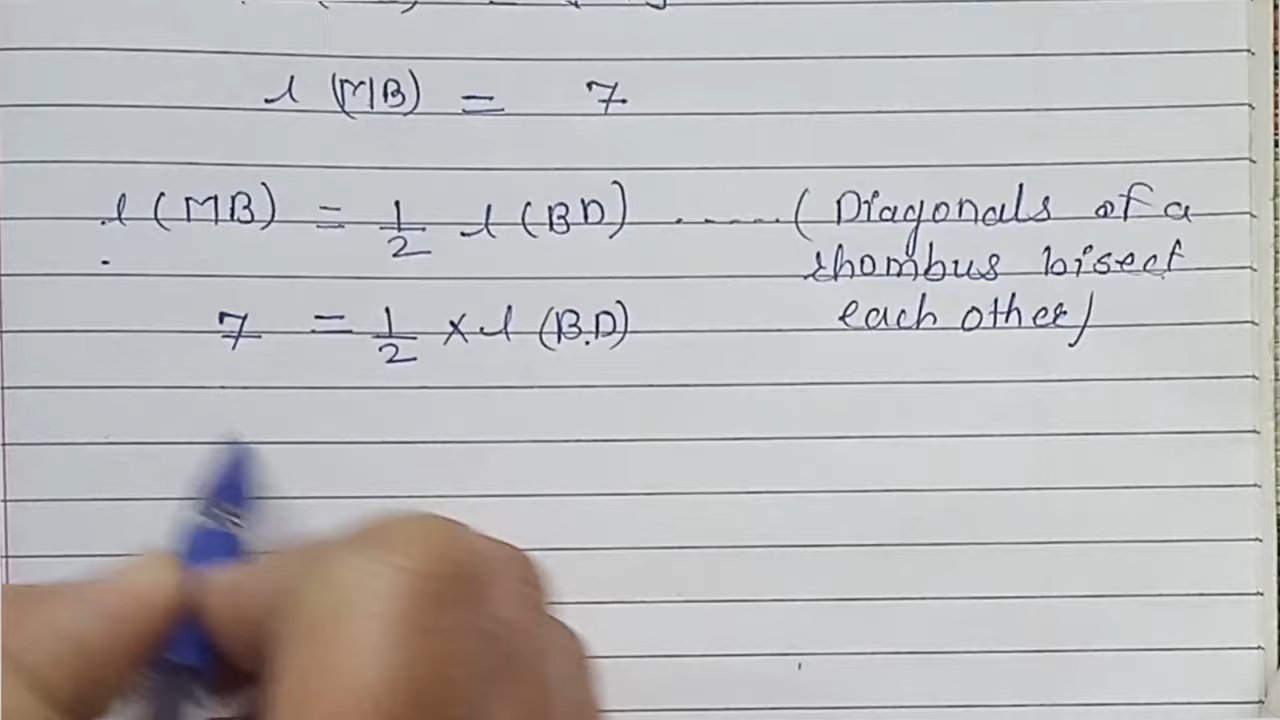 l (MB) = 7
l (MB) = 1/2 l (BD) ..... (Diagonals of a
rhombus bisect
each other)
7 = 1/2 × l (B.D)